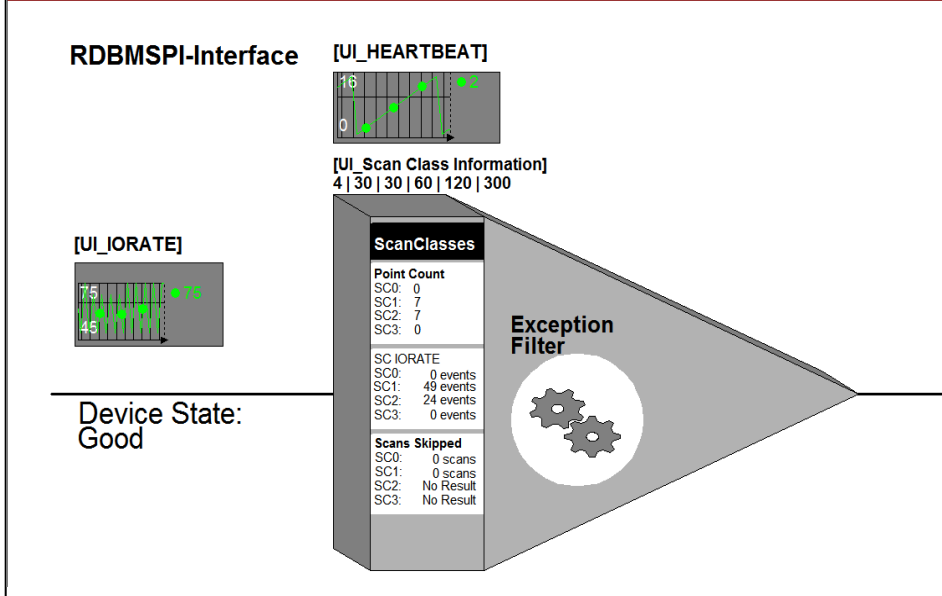 RDBMSPI-Interface
[UI_HEARTBEAT]
16
2
0
[UI_Scan Class Information]
4 | 30 | 30 | 60 | 120 | 300
[UI_IORATE]
75
75
45
ScanClasses
Point Count
SC0: 0
SC1: 7
SC2: 7
SC3: 0
SC IORATE
SC0: 0 events
SC1: 49 events
SC2: 24 events
SC3: 0 events
Scans Skipped
SC0: 0 scans
SC1: 0 scans
SC2: No Result
SC3: No Result
Exception
Filter
Device State:
Good